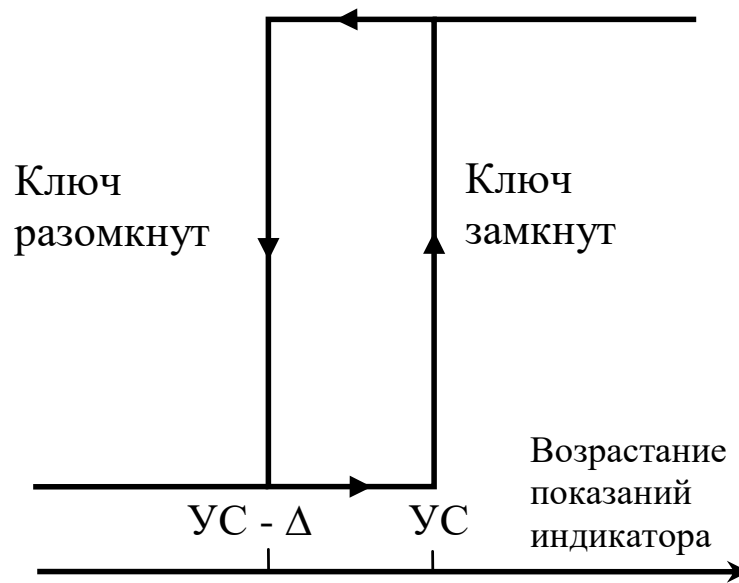 Ключ
разомкнут
Ключ
замкнут
Возрастание
показаний
индикатора
УС - Δ
УС